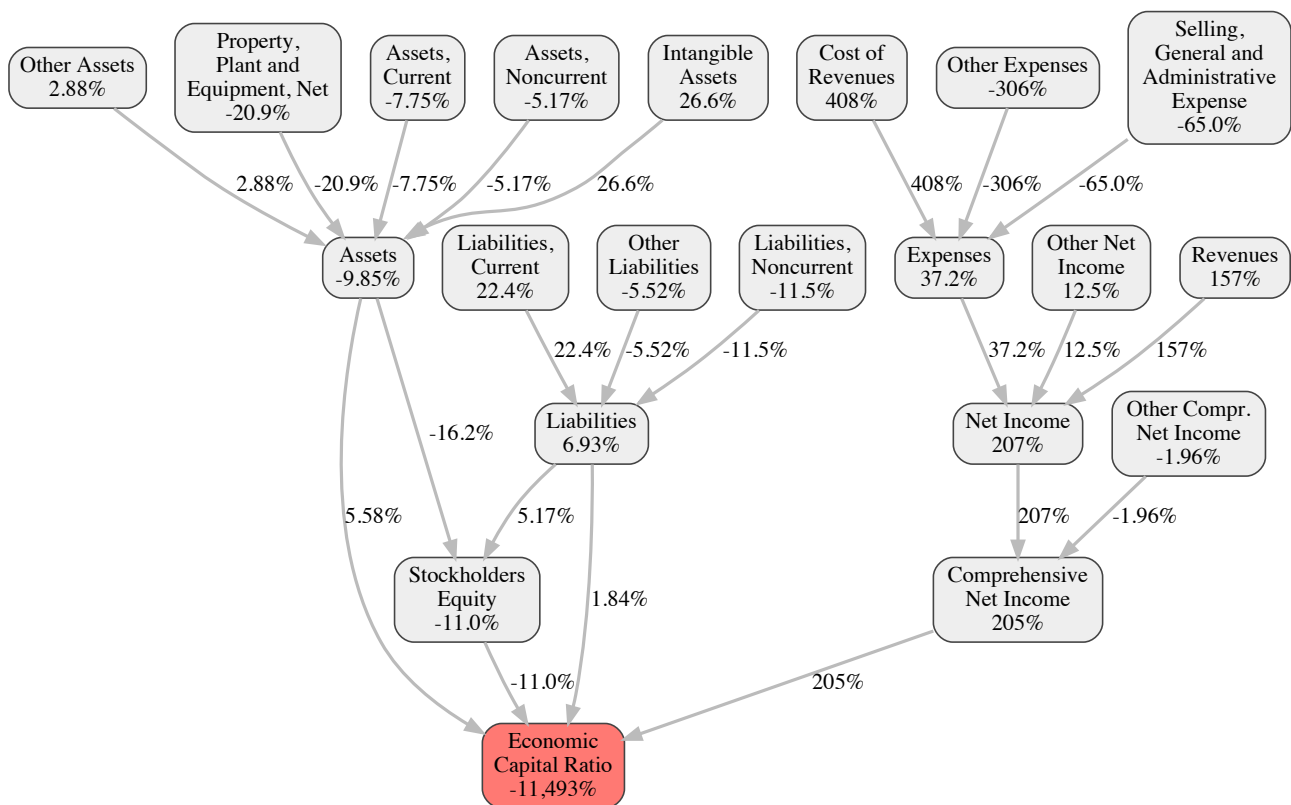 Other Assets
2.88%
Property,
Plant and
Equipment, Net
-20.9%
Assets,
Current
-7.75%
Assets,
Noncurrent
-5.17%
Intangible
Assets
26.6%
Cost of
Revenues
408%
Other Expenses
-306%
Selling,
General and
Administrative
Expense
-65.0%
2.88%
-20.9%
-7.75%
-5.17%
26.6%
408%
-306%
-65.0%
Assets
-9.85%
Liabilities,
Current
22.4%
Other
Liabilities
-5.52%
Liabilities,
Noncurrent
-11.5%
Expenses
37.2%
Other Net
Income
12.5%
Revenues
157%
22.4%
-5.52%
-11.5%
37.2%
12.5%
157%
-16.2%
Liabilities
6.93%
Net Income
207%
Other Compr.
Net Income
-1.96%
5.58%
5.17%
207%
-1.96%
Stockholders
Equity
-11.0%
1.84%
Comprehensive
Net Income
205%
-11.0%
205%
Economic
Capital Ratio
-11,493%